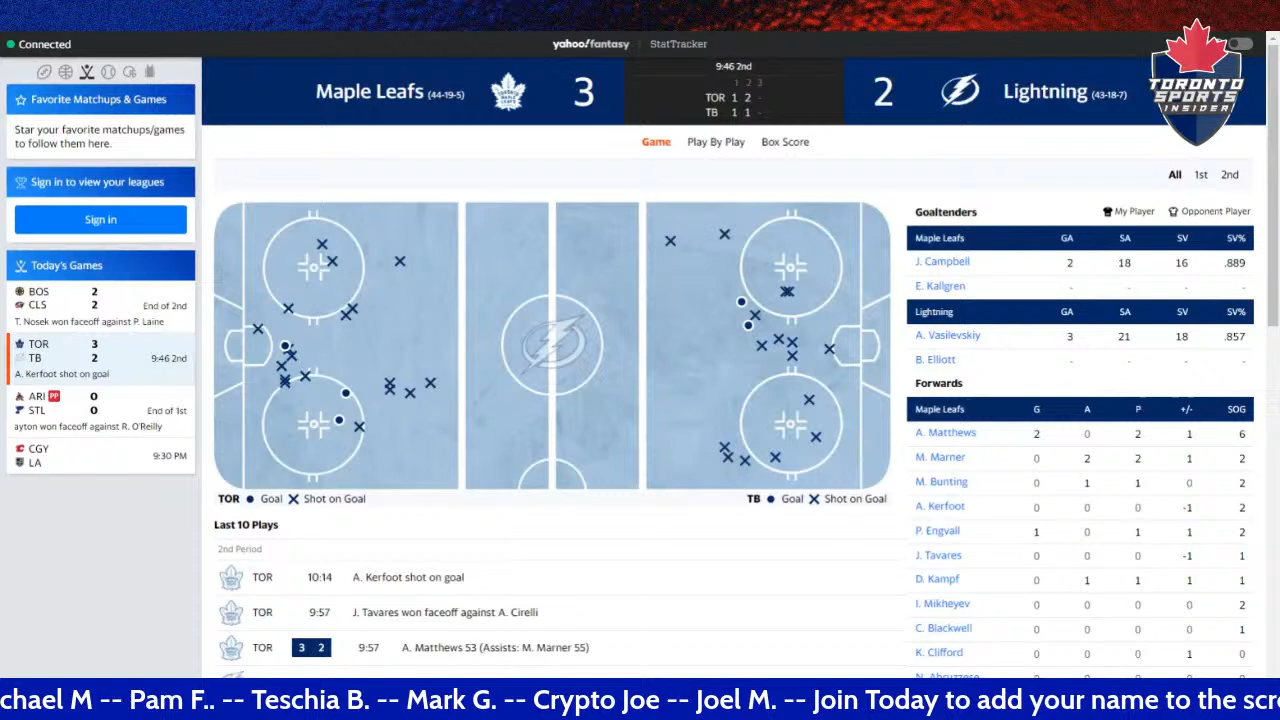 Connected
yahoo!fantasy StatTracker
TORONTO
SPORTS
INSIDER
Favorite Matchups & Games
Star your favorite matchups/games
to follow them here.
Sign in to view your leagues
Sign in
Today's Games
BOS 2
CLS 2 End of 2nd
T. Nosek won faceoff against P. Laine
TOR 3
TB 2 9:46 2nd
A. Kerfoot shot on goal
ARI PP 0
STL 0 End of 1st
ayton won faceoff against R. O'Reilly
CGY
LA 9:30 PM
Maple Leafs (44-19-5) 3
9:46 2nd
1 2 3
TOR 1 2 -
TB 1 1 -
2 Lightning (43-18-7)
Game Play By Play Box Score
All 1st 2nd
TOR Goal Shot on Goal
TB Goal Shot on Goal
Last 10 Plays
2nd Period
TOR 10:14 A. Kerfoot shot on goal
TOR 9:57 J. Tavares won faceoff against A. Cirelli
TOR 3 2 9:57 A. Matthews 53 (Assists: M. Marner 55)
Goaltenders My Player Opponent Player
Maple Leafs GA SA SV SV%
J. Campbell 2 18 16 .889
E. Kallgren - - - -
Lightning GA SA SV SV%
A. Vasilevskiy 3 21 18 .857
B. Elliott - - - -
Forwards
Maple Leafs G A P +/- SOG
A. Matthews 2 0 2 1 6
M. Marner 0 2 2 1 2
M. Bunting 0 1 1 0 2
A. Kerfoot 0 0 0 -1 2
P. Engvall 1 0 1 1 2
J. Tavares 0 0 0 -1 1
D. Kampf 0 1 1 1 1
I. Mikheyev 0 0 0 0 2
C. Blackwell 0 0 0 0 1
K. Clifford 0 0 0 1 0
chael M -- Pam F.. -- Teschia B. -- Mark G. -- Crypto Joe -- Joel M. -- Join Today to add your name to the scr